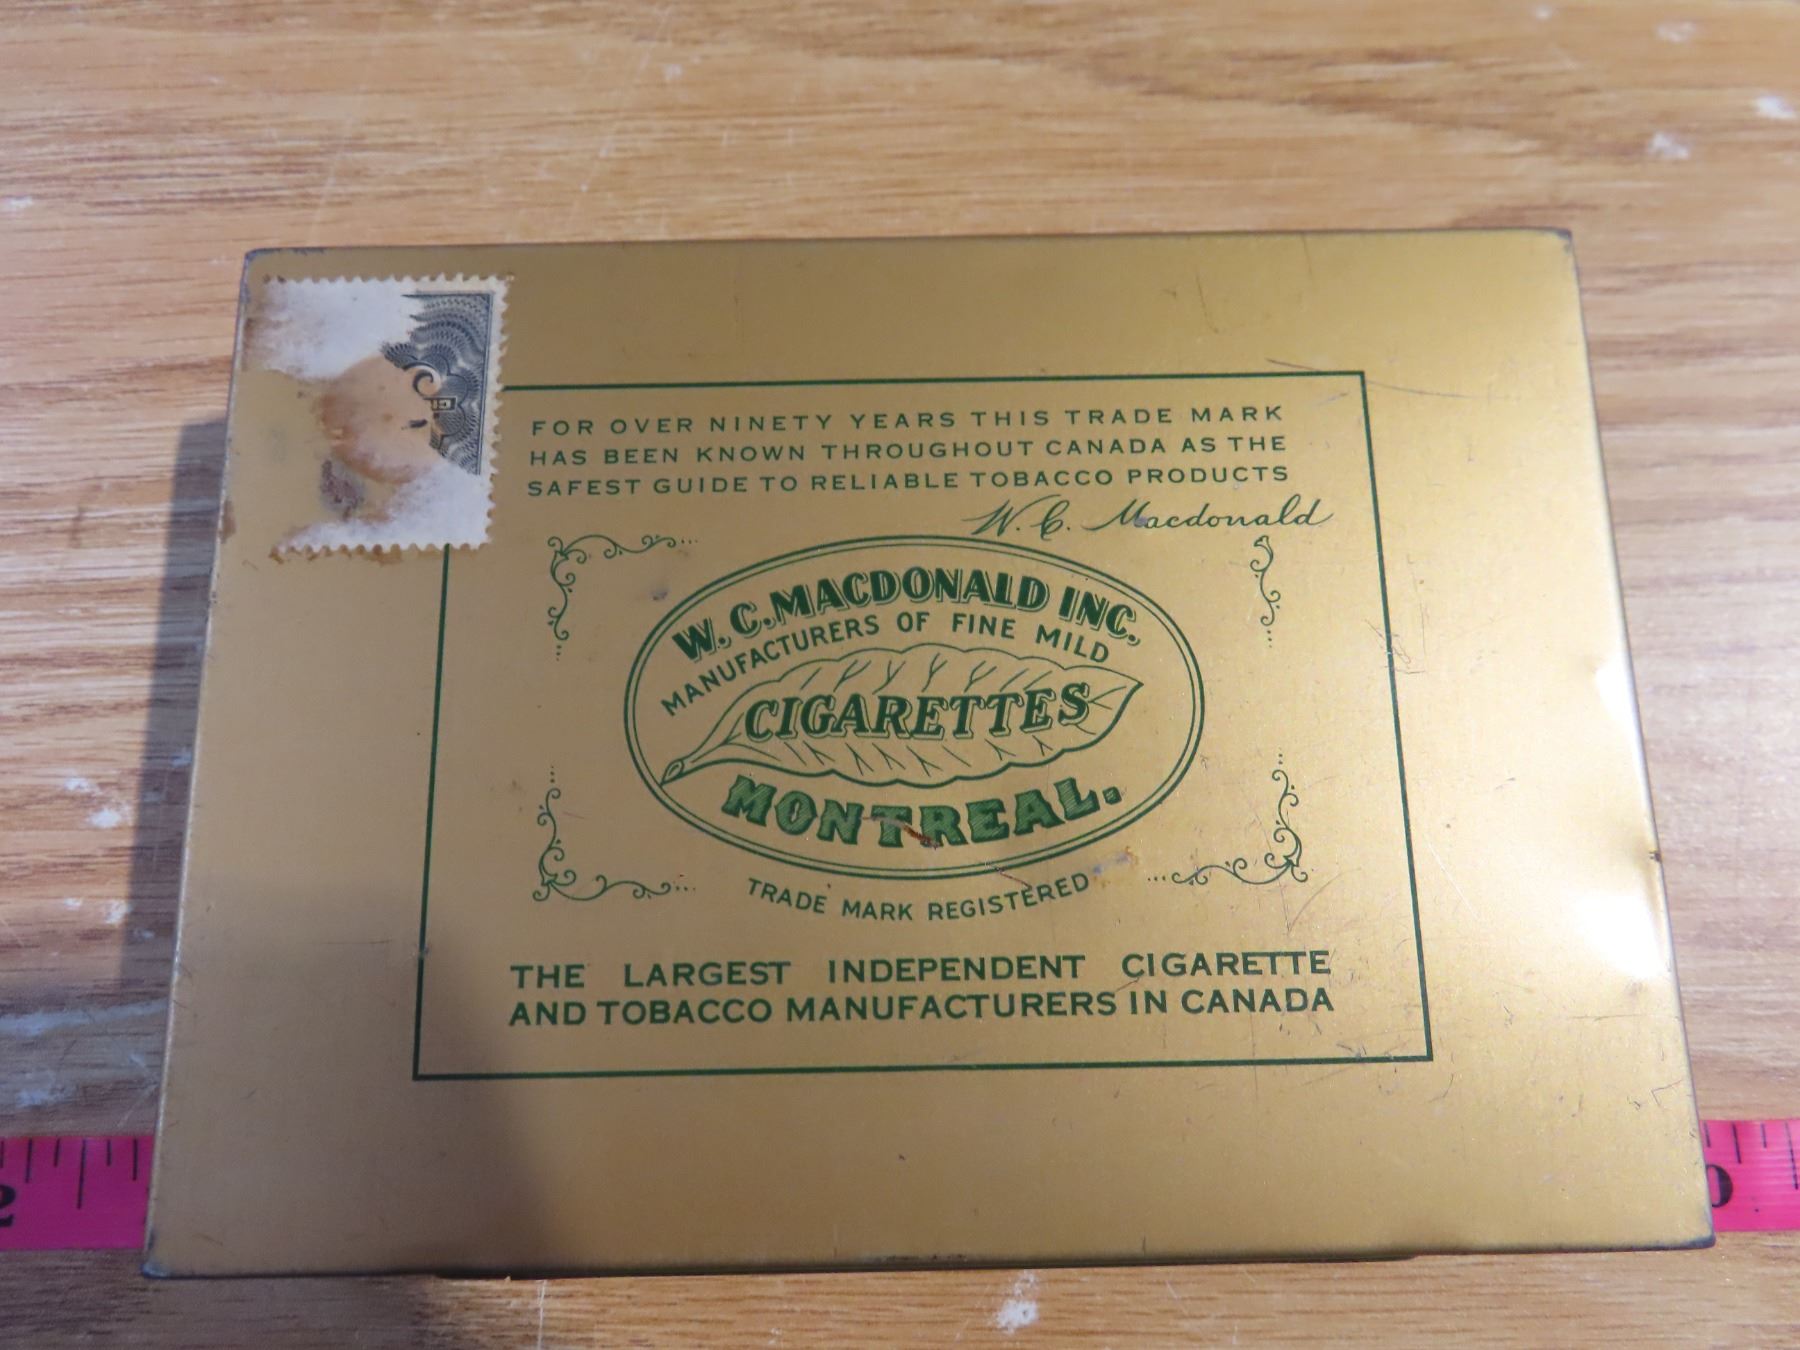 FOR OVER NINETY YEARS THIS TRADE MARK
HAS BEEN KNOWN THROUGHOUT CANADA AS THE
SAFEST GUIDE TO RELIABLE TOBACCO PRODUCTS
W. C. Macdonald
W. C. MACDONALD INC.
MANUFACTURERS OF FINE MILD
CIGARETTES
MONTREAL.
TRADE MARK REGISTERED
THE LARGEST INDEPENDENT CIGARETTE
AND TOBACCO MANUFACTURERS IN CANADA
2
0